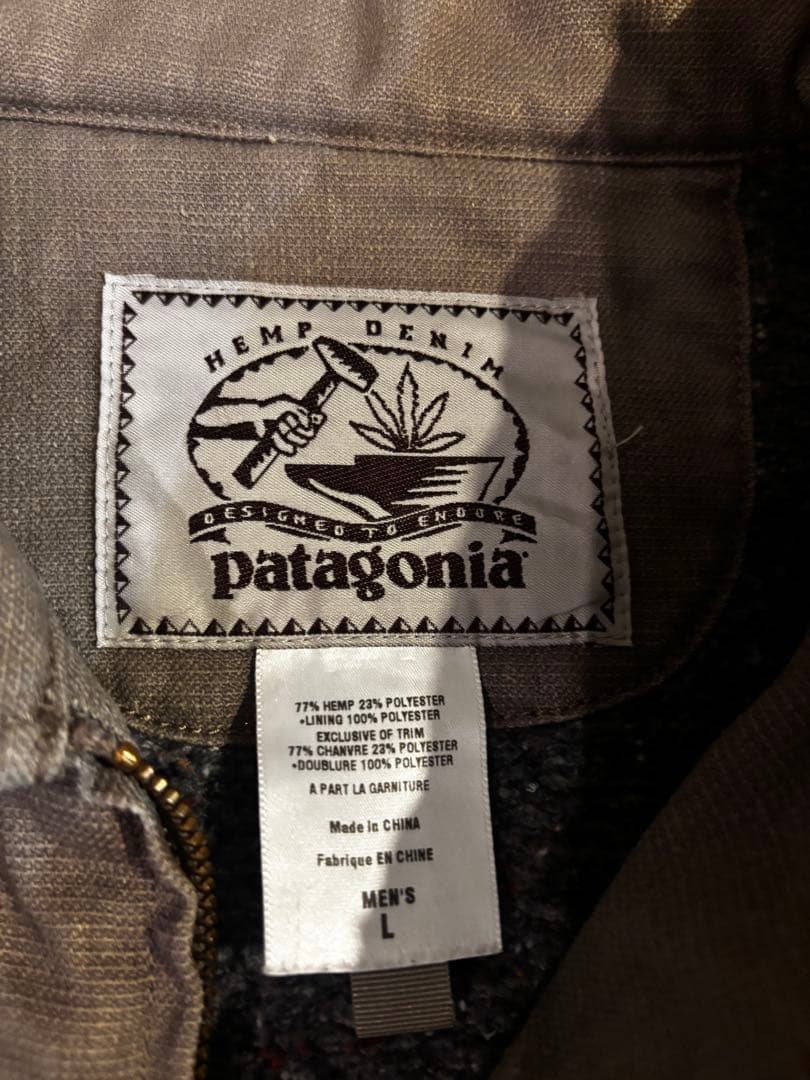 HEMP DENIM
DESIGNED TO ENDURE
patagonia
77% HEMP 23% POLYESTER
•LINING 100% POLYESTER
EXCLUSIVE OF TRIM
77% CHANVRE 23% POLYESTER
•DOUBLURE 100% POLYESTER
A PART LA GARNITURE
Made in CHINA
Fabrique EN CHINE
MEN'S
L